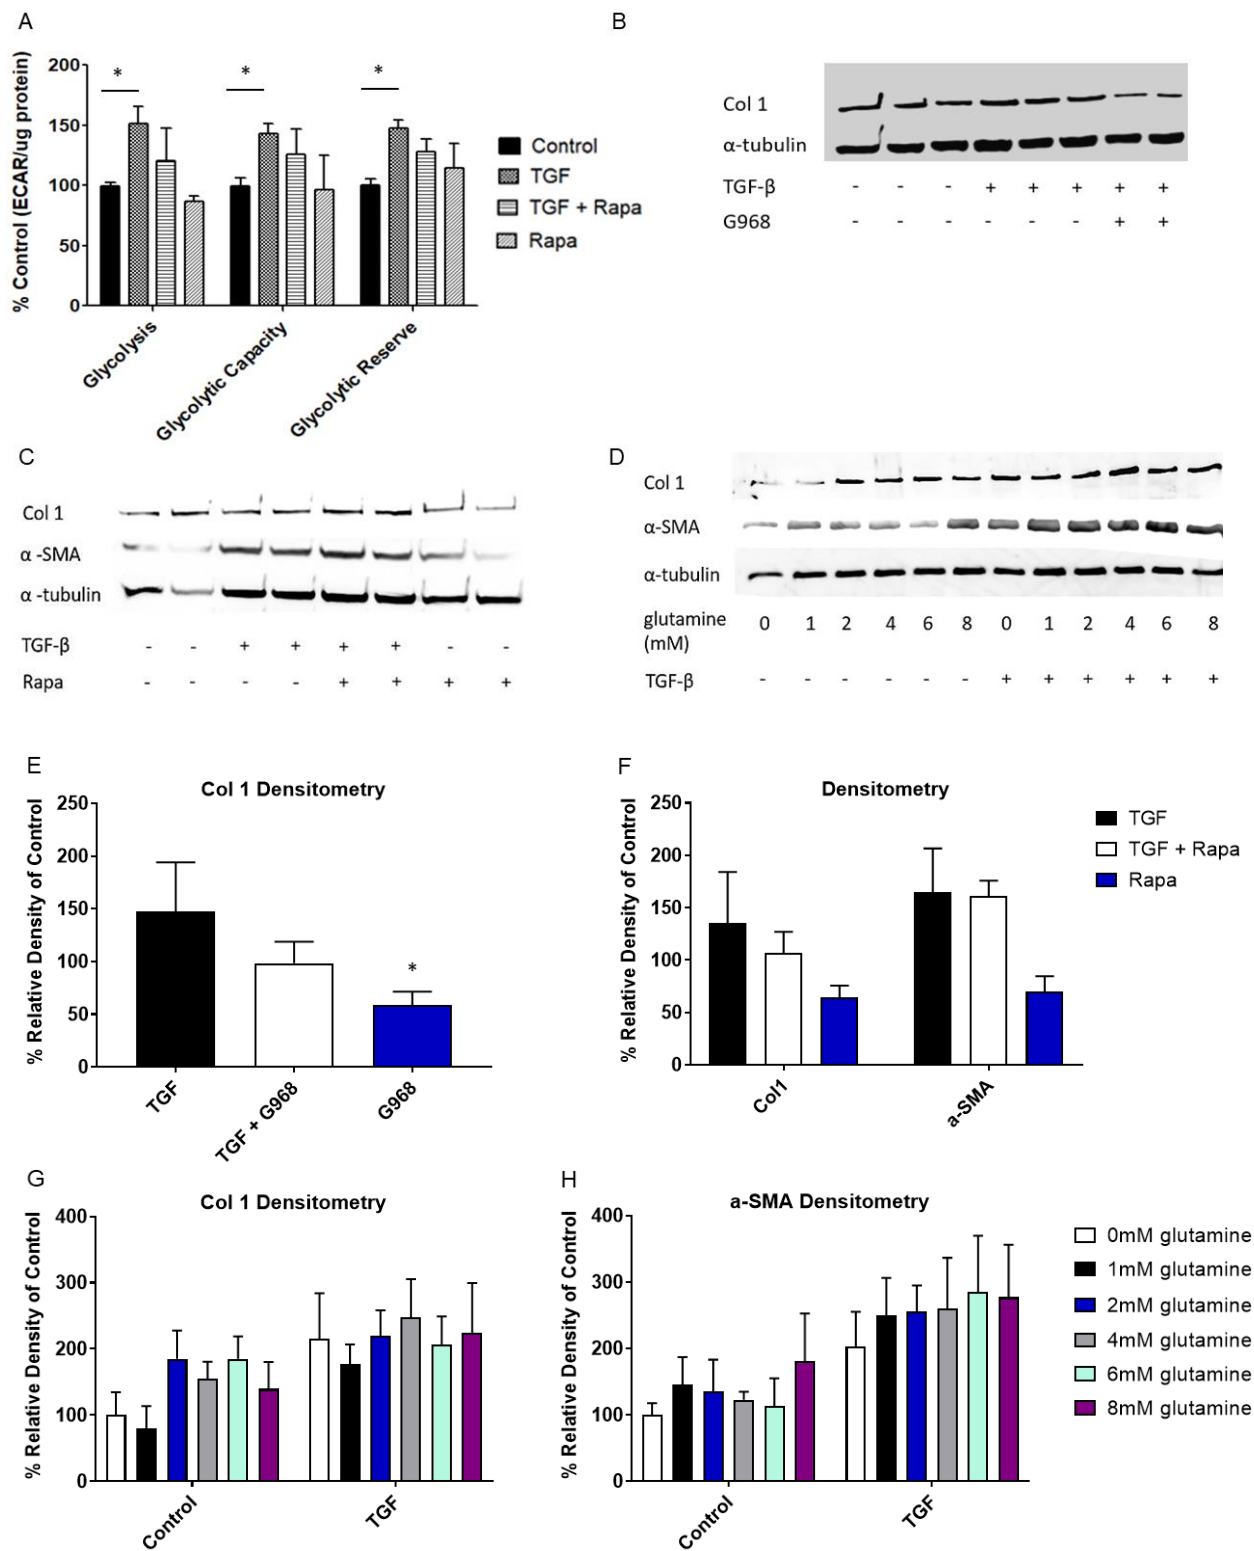 A
% Control (ECAR/ug protein)
200
150
100
50
0
* * *
Glycolysis
Glycolytic Capacity
Glycolytic Reserve
Control
TGF
TGF + Rapa
Rapa
B
Col 1
α-tubulin
TGF-β - - - + + + + +
G968 - - - - - - + +
C
Col 1
α -SMA
α -tubulin
TGF-β - - + + + + - -
Rapa - - - - + + + +
D
Col 1
α-SMA
α-tubulin
glutamine 0 1 2 4 6 8 0 1 2 4 6 8
(mM)
TGF-β - - - - - - + + + + + +
E
Col 1 Densitometry
% Relative Density of Control
250
200
150
100
50
0
*
TGF
TGF + G968
G968
F
Densitometry
% Relative Density of Control
250
200
150
100
50
0
Col1
a-SMA
TGF
TGF + Rapa
Rapa
G
Col 1 Densitometry
% Relative Density of Control
400
300
200
100
0
Control
TGF
H
a-SMA Densitometry
% Relative Density of Control
400
300
200
100
0
Control
TGF
0mM glutamine
1mM glutamine
2mM glutamine
4mM glutamine
6mM glutamine
8mM glutamine